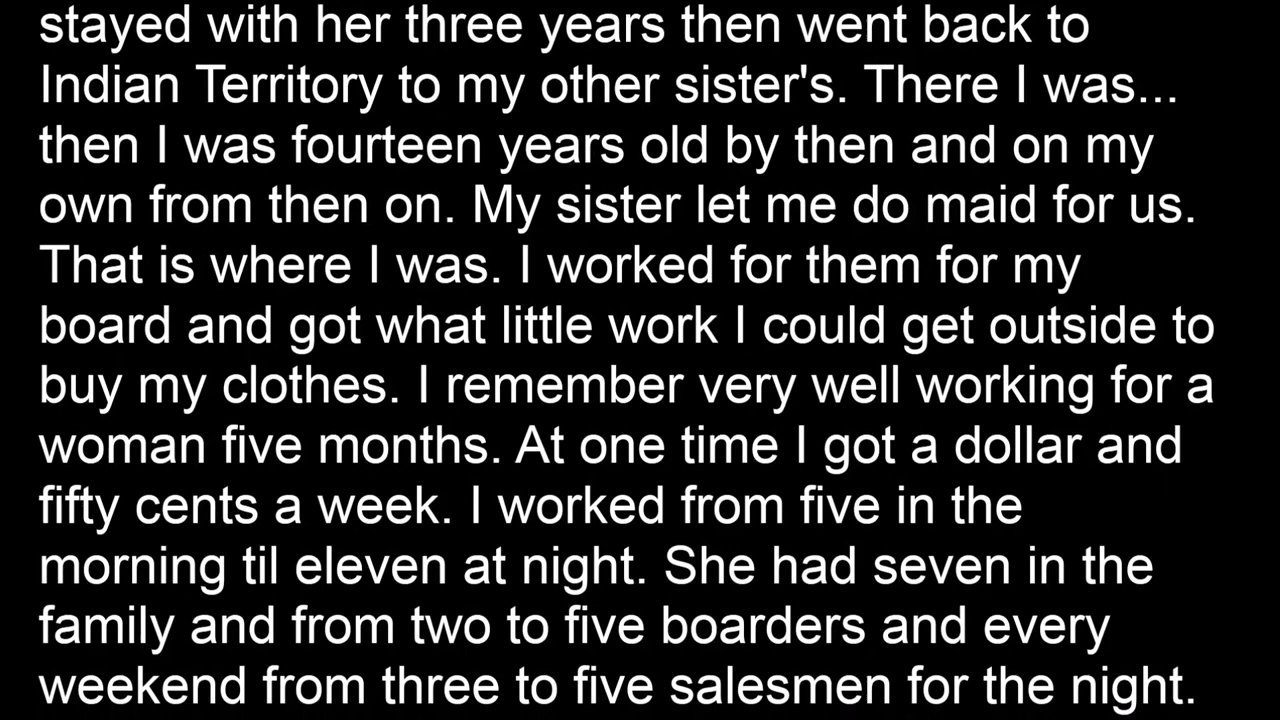 stayed with her three years then went back to
Indian Territory to my other sister's. There I was...
then I was fourteen years old by then and on my
own from then on. My sister let me do maid for us.
That is where I was. I worked for them for my
board and got what little work I could get outside to
buy my clothes. I remember very well working for a
woman five months. At one time I got a dollar and
fifty cents a week. I worked from five in the
morning til eleven at night. She had seven in the
family and from two to five boarders and every
weekend from three to five salesmen for the night.